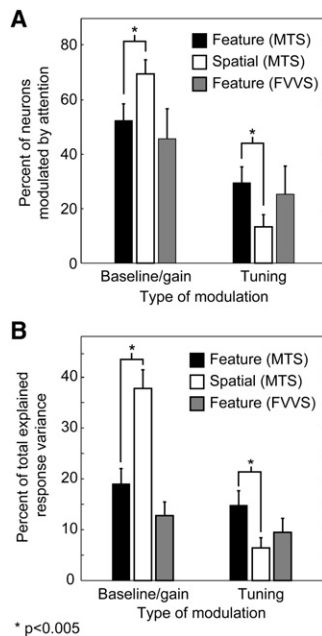 A
Percent of neurons
modulated by attention
80
60
40
20
0
*
*
Feature (MTS)
Spatial (MTS)
Feature (FVVS)
Baseline/gain
Tuning
Type of modulation
B
Percent of total explained
response variance
40
30
20
10
0
*
*
Feature (MTS)
Spatial (MTS)
Feature (FVVS)
Baseline/gain
Tuning
Type of modulation
* p<0.005